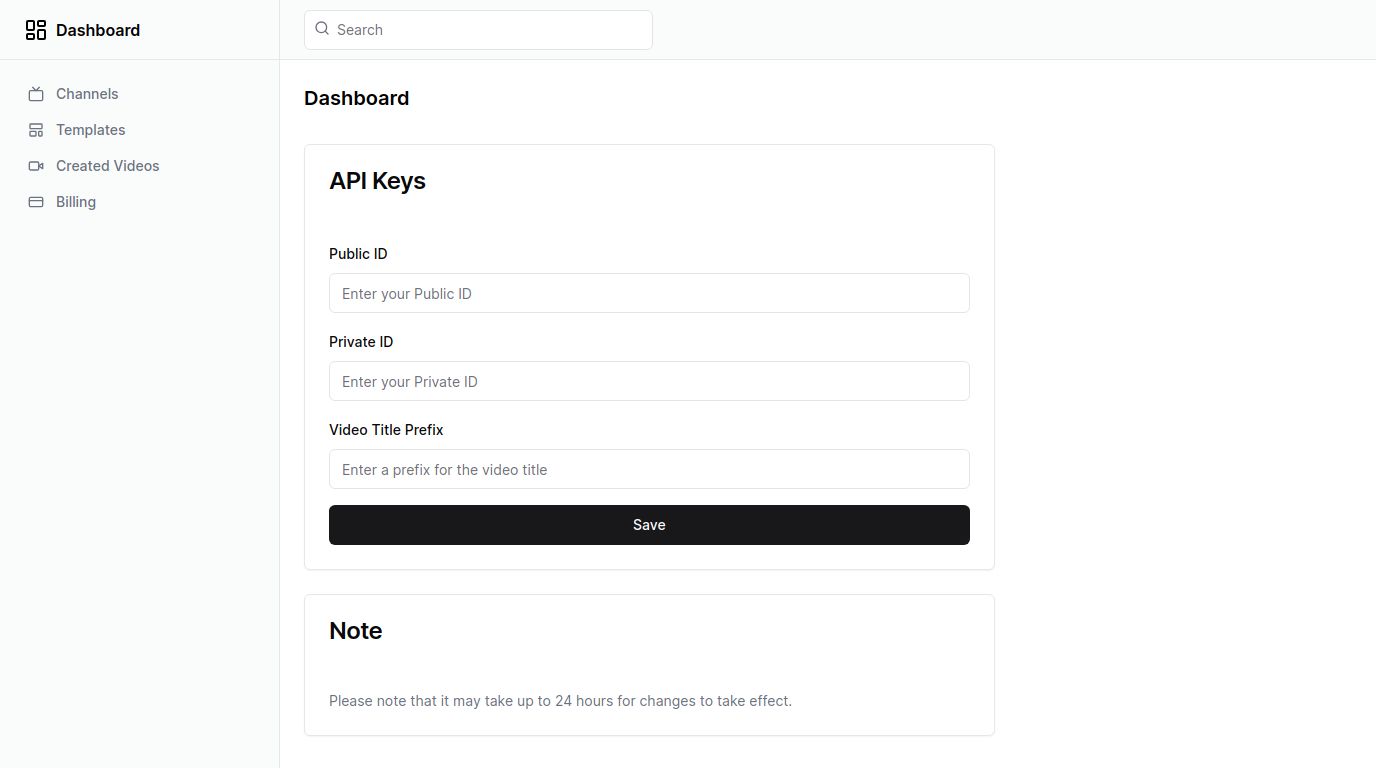 Dashboard
Search
Channels
Templates
Created Videos
Billing
Dashboard
API Keys
Public ID
Enter your Public ID
Private ID
Enter your Private ID
Video Title Prefix
Enter a prefix for the video title
Save
Note
Please note that it may take up to 24 hours for changes to take effect.